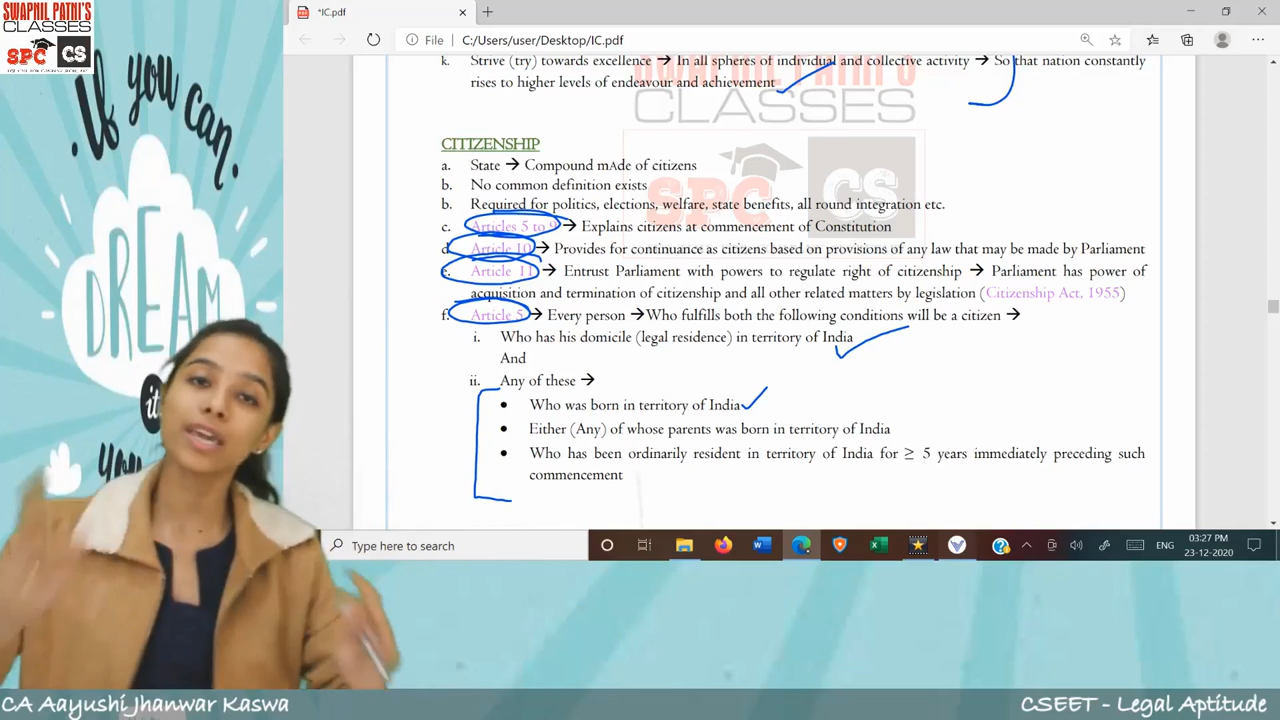 SWAPNIL PATNI'S
CLASSES
SPC
CS
If you can
DREAM
it
you
*IC.pdf
File
C:/Users/user/Desktop/IC.pdf
k. Strive (try) towards excellence → In all spheres of individual and collective activity → So that nation constantly
rises to higher levels of endeavour and achievement
CLASSES
SPC
CS
CITIZENSHIP
a. State → Compound mAde of citizens
b. No common definition exists
b. Required for politics, elections, welfare, state benefits, all round integration etc.
c. Articles 5 to 9 → Explains citizens at commencement of Constitution
d. Article 10 → Provides for continuance as citizens based on provisions of any law that may be made by Parliament
e. Article 11 → Entrust Parliament with powers to regulate right of citizenship → Parliament has power of
acquisition and termination of citizenship and all other related matters by legislation (Citizenship Act, 1955)
f. Article 5 → Every person →Who fulfills both the following conditions will be a citizen →
i. Who has his domicile (legal residence) in territory of India
And
ii. Any of these →
• Who was born in territory of India
• Either (Any) of whose parents was born in territory of India
• Who has been ordinarily resident in territory of India for ≥ 5 years immediately preceding such
commencement
Type here to search
ENG
03:27 PM
23-12-2020
CA Aayushi Jhanwar Kaswa
CSEET - Legal Aptitude